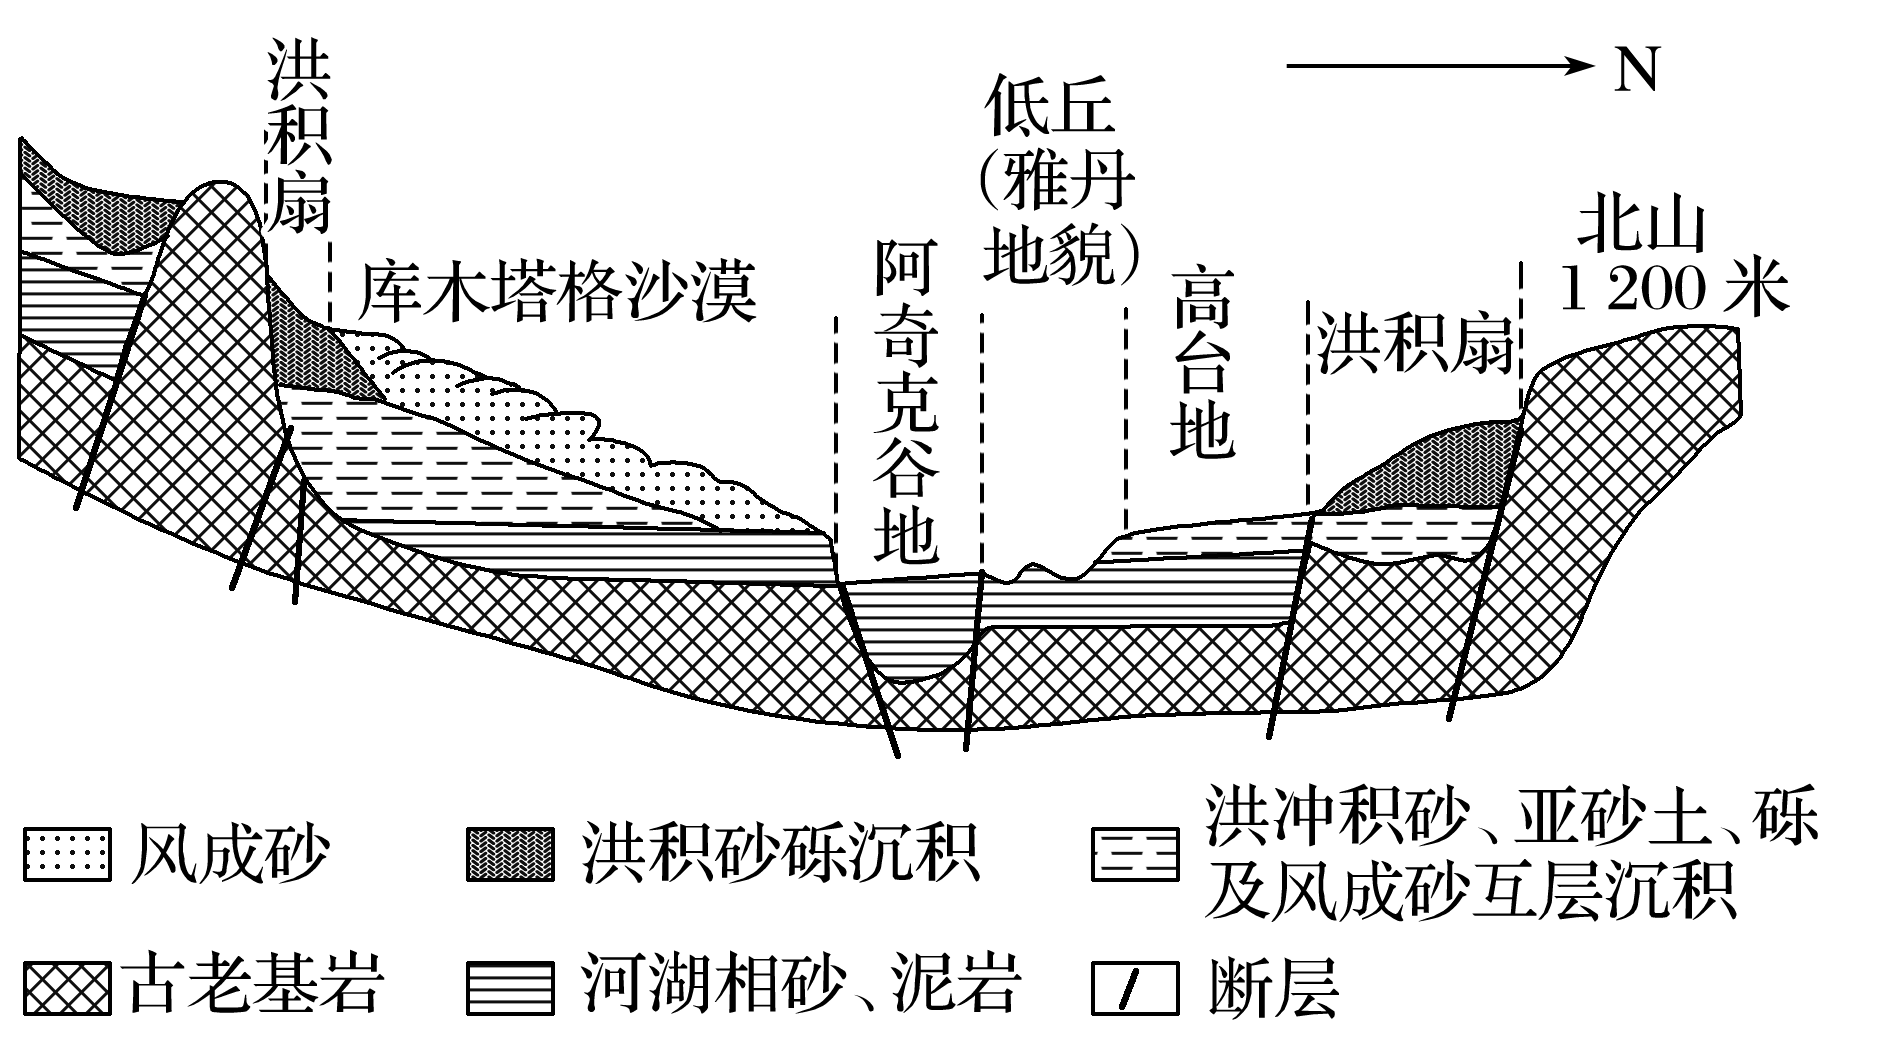 洪积扇
库木塔格沙漠
阿奇克谷地
低丘
(雅丹
地貌)
高台地
洪积扇
北山
1 200 米
N
风成砂
洪积砂砾沉积
洪冲积砂、亚砂土、砾
及风成砂互层沉积
古老基岩
河湖相砂、泥岩
断层